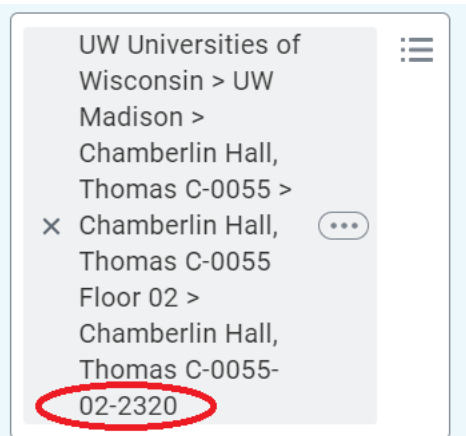 UW Universities of
Wisconsin > UW
Madison >
Chamberlin Hall,
Thomas C-0055 >
Chamberlin Hall,
Thomas C-0055
Floor 02 >
Chamberlin Hall,
Thomas C-0055-
02-2320